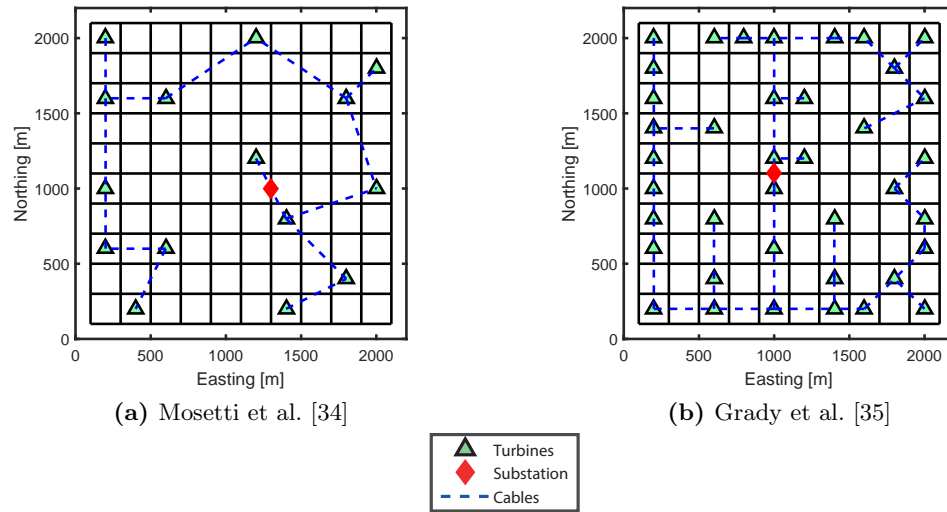 2000
1500
1000
500
0
Northing [m]
0 500 1000 1500 2000
Easting [m]
(a) Mosetti et al. [34]
2000
1500
1000
500
0
Northing [m]
0 500 1000 1500 2000
Easting [m]
(b) Grady et al. [35]
Turbines
Substation
Cables